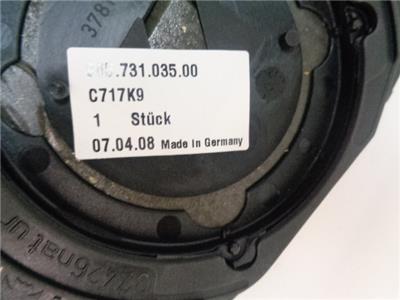 378
.731.035.00
C717K9
1 Stück
07.04.08 Made in Germany